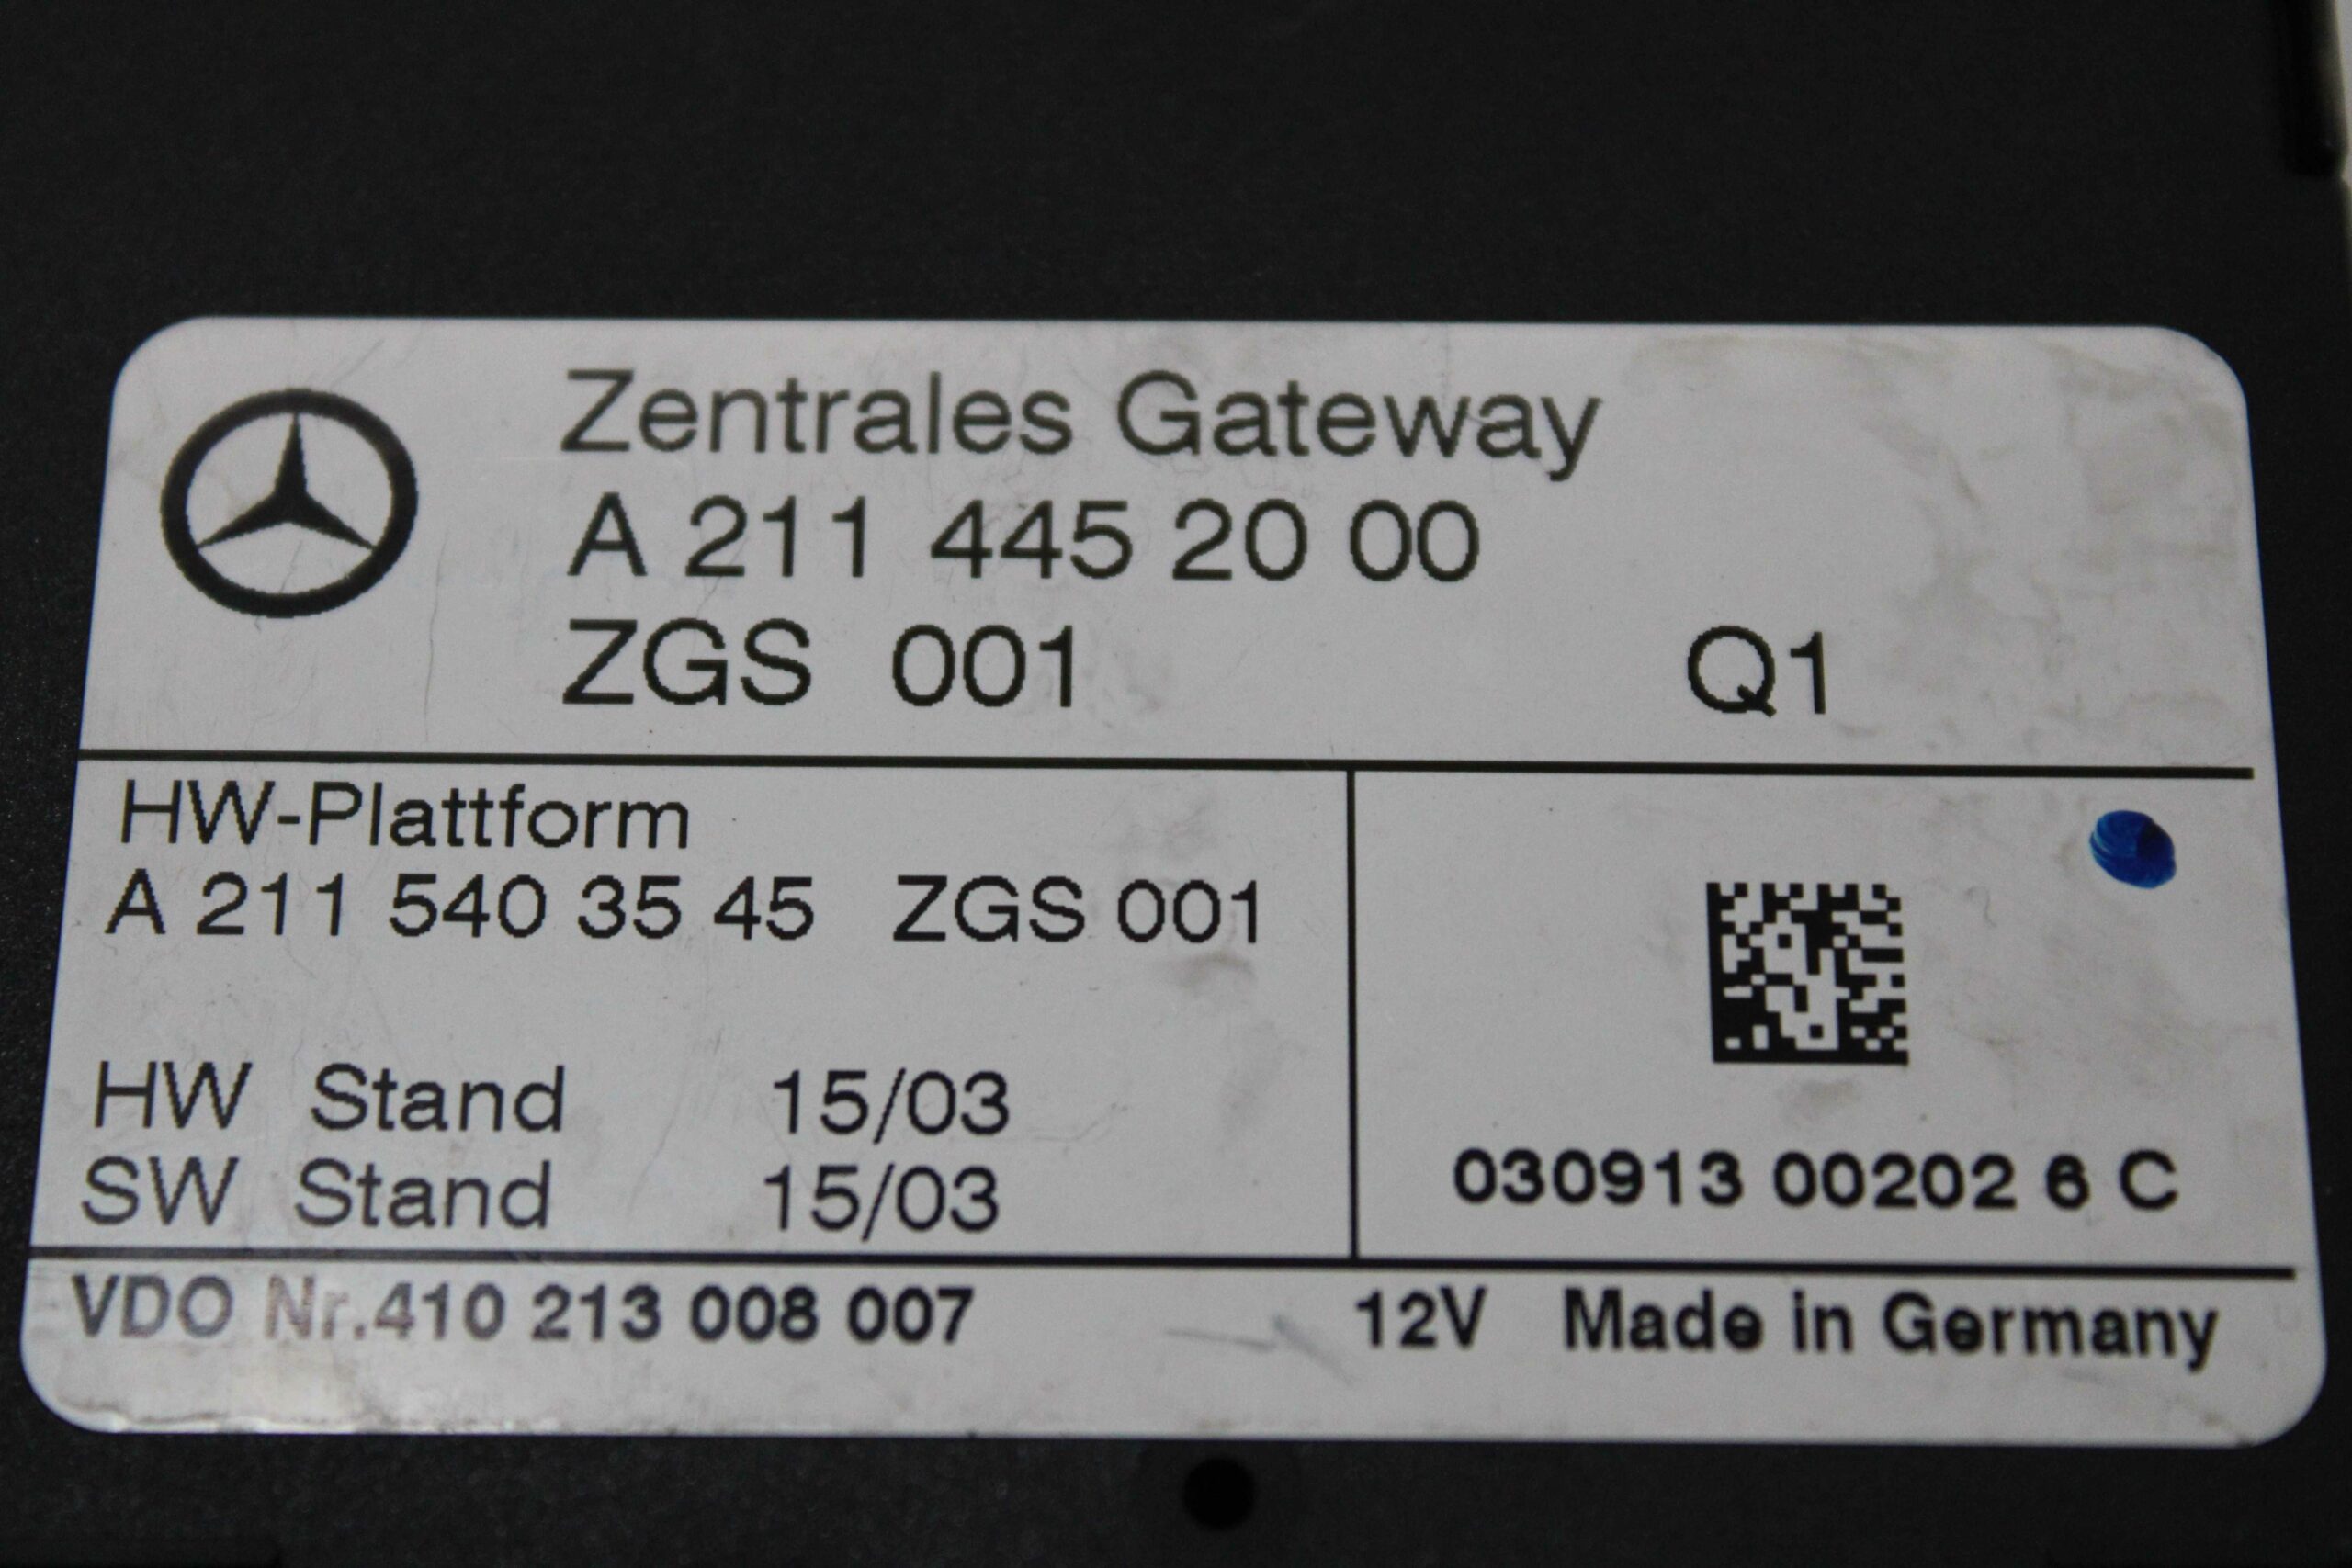 Zentrales Gateway
A 211 445 20 00
ZGS 001 Q1
HW-Plattform
A 211 540 35 45 ZGS 001
HW Stand 15/03
SW Stand 15/03
030913 00202 6 C
VDO Nr.410 213 008 007 12V Made in Germany